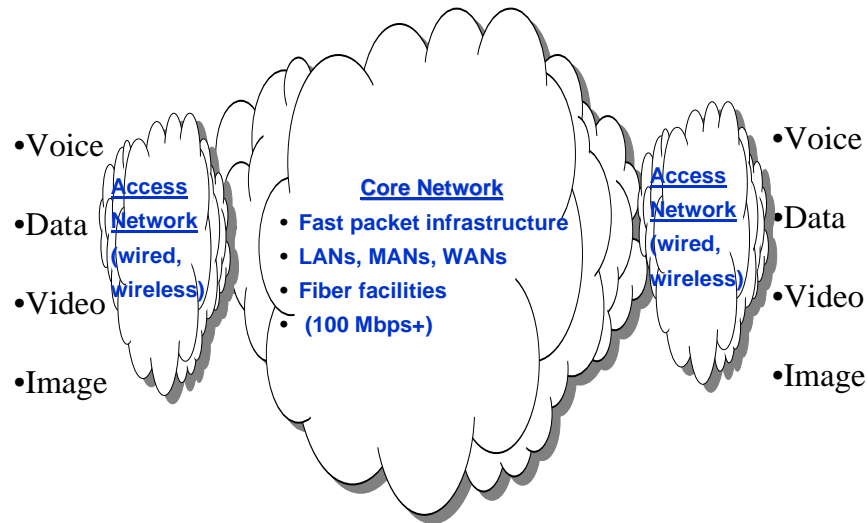 •Voice
•Data
•Video
•Image
Access
Network
(wired,
wireless)
Core Network
• Fast packet infrastructure
• LANs, MANs, WANs
• Fiber facilities
• (100 Mbps+)
Access
Network
(wired,
wireless)
•Voice
•Data
•Video
•Image